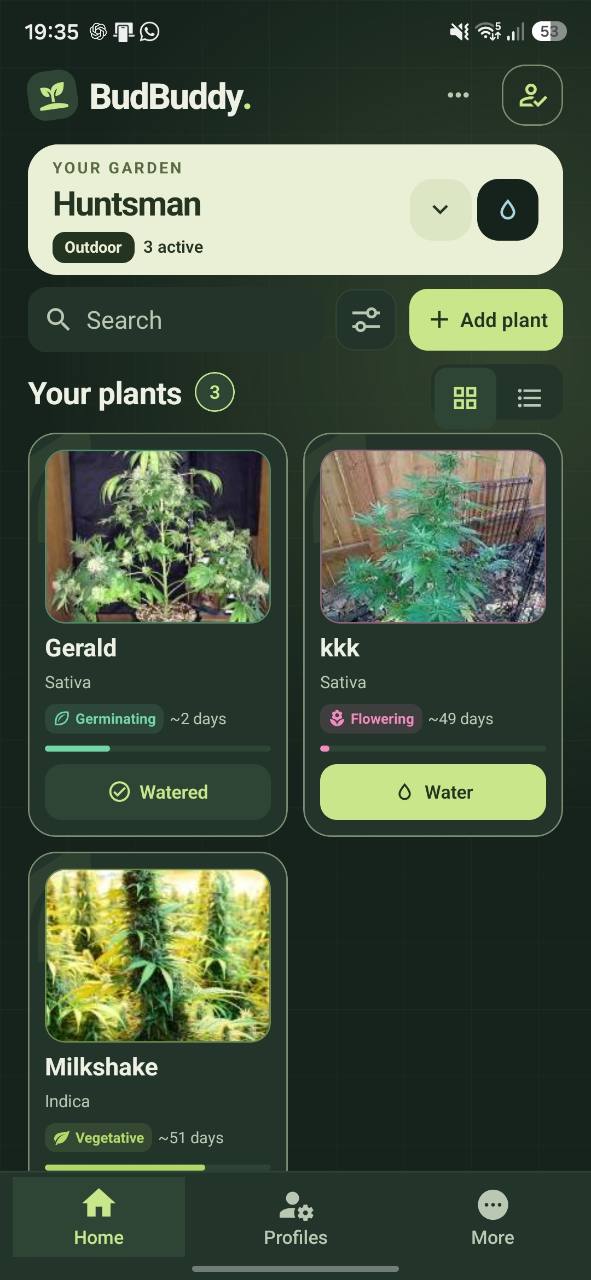 19:35
53
BudBuddy.
YOUR GARDEN
Huntsman
Outdoor 3 active
Search
Add plant
Your plants 3
Gerald
Sativa
Germinating ~2 days
Watered
kkk
Sativa
Flowering ~49 days
Water
Milkshake
Indica
Vegetative ~51 days
Home
Profiles
More